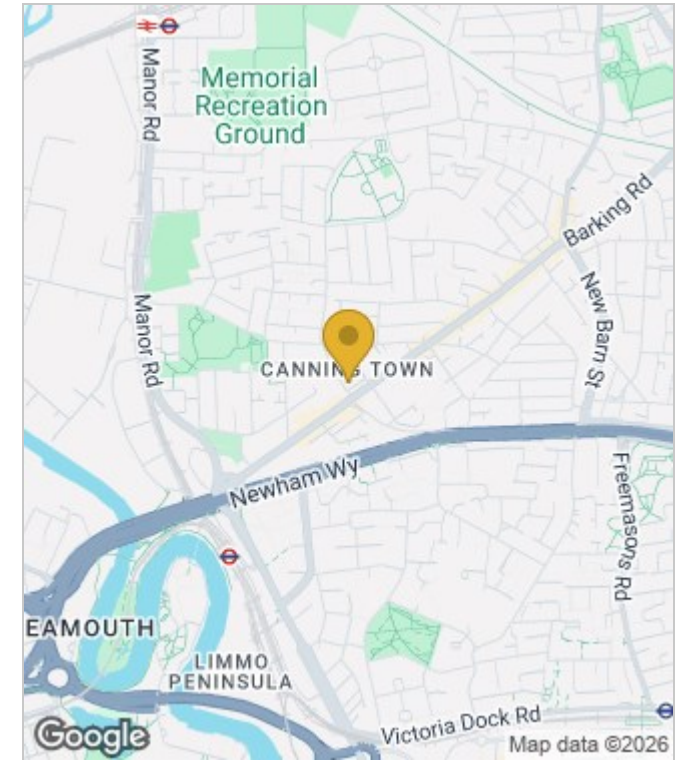 Manor Rd
Memorial
Recreation
Ground
Barking Rd
New Barn St
Manor Rd
CANNING TOWN
Newham Wy
Freemasons Rd
EAMOUTH
LIMMO
PENINSULA
Victoria Dock Rd
Google
Map data ©2026